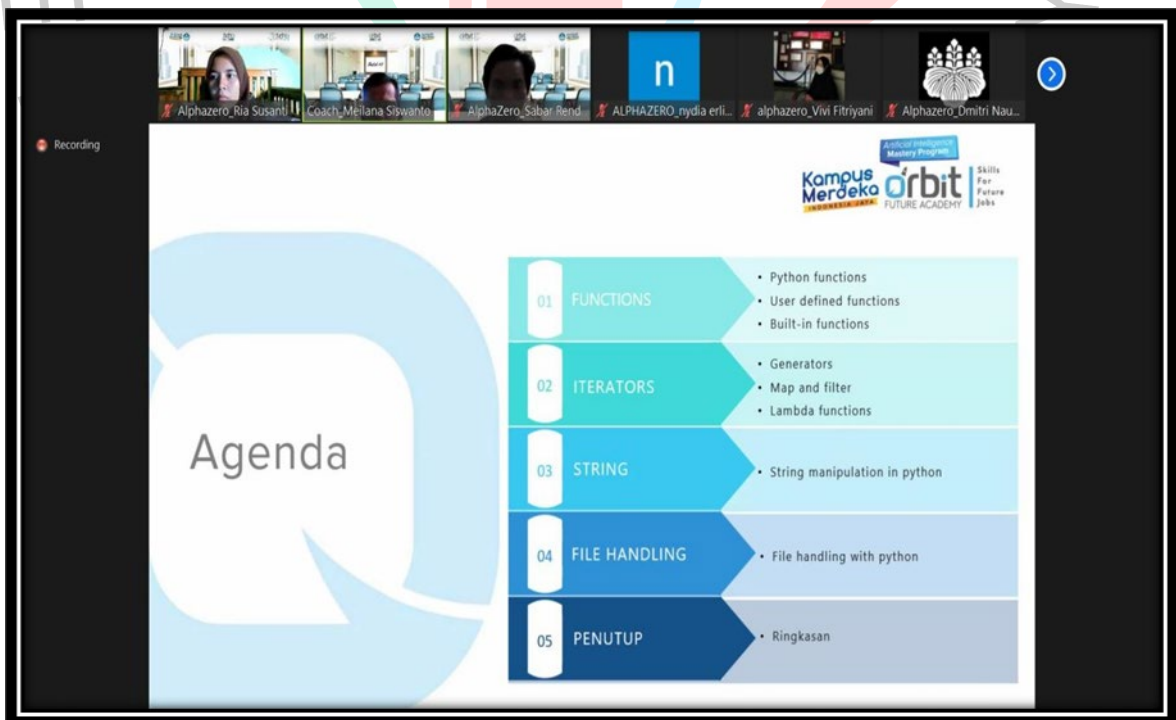 n
Alphazero_Ria Susanti
Coach_Meilana Siswanto
AlphaZero_Sabar Rend
ALPHAZERO_nydia erli...
alphazero_Vivi Fitriyani
Alphazero_Dmitri Nau...
Recording
Artificial Intelligence
Mastery Program
Kampus
Merdeka
INDONESIA JAYA
orbit
FUTURE ACADEMY
Skills
For
Future
Jobs
Agenda
01 FUNCTIONS
• Python functions
• User defined functions
• Built-in functions
02 ITERATORS
• Generators
• Map and filter
• Lambda functions
03 STRING
• String manipulation in python
04 FILE HANDLING
• File handling with python
05 PENUTUP
• Ringkasan